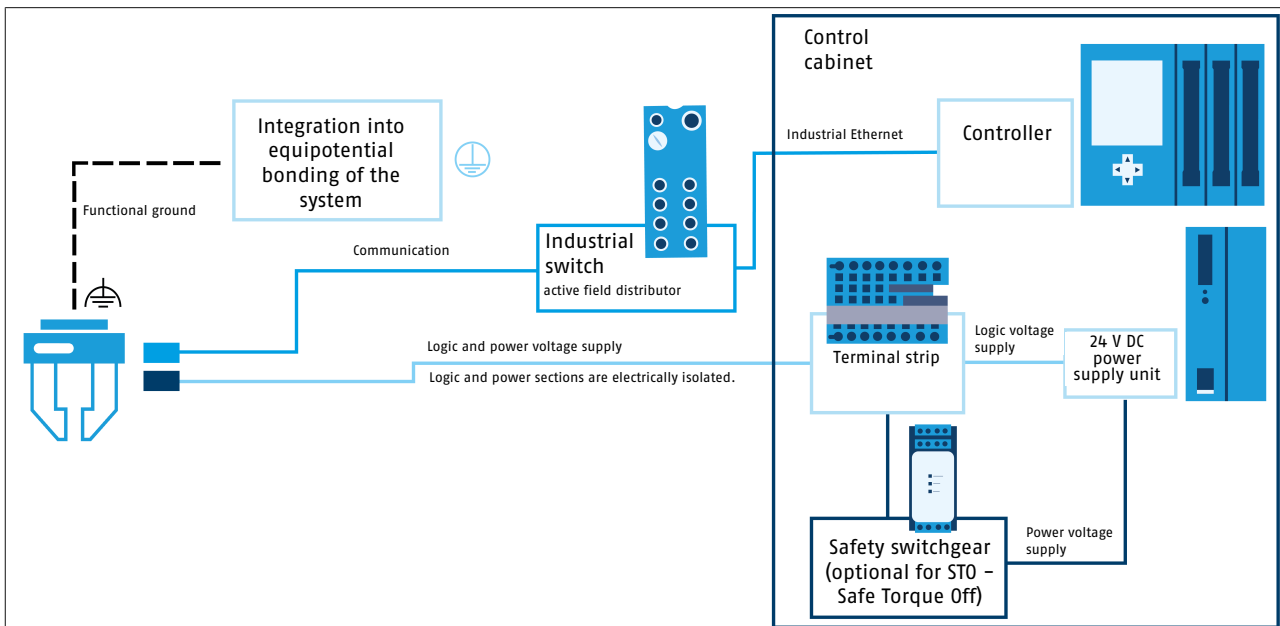 Control
cabinet
Integration into
equipotential
bonding of the
system
Functional ground
Industrial Ethernet
Controller
Communication
Industrial
switch
active field distributor
Logic and power voltage supply
Logic and power sections are electrically isolated.
Terminal strip
Logic voltage
supply
24 V DC
power
supply unit
Safety switchgear
(optional for STO –
Safe Torque Off)
Power voltage
supply